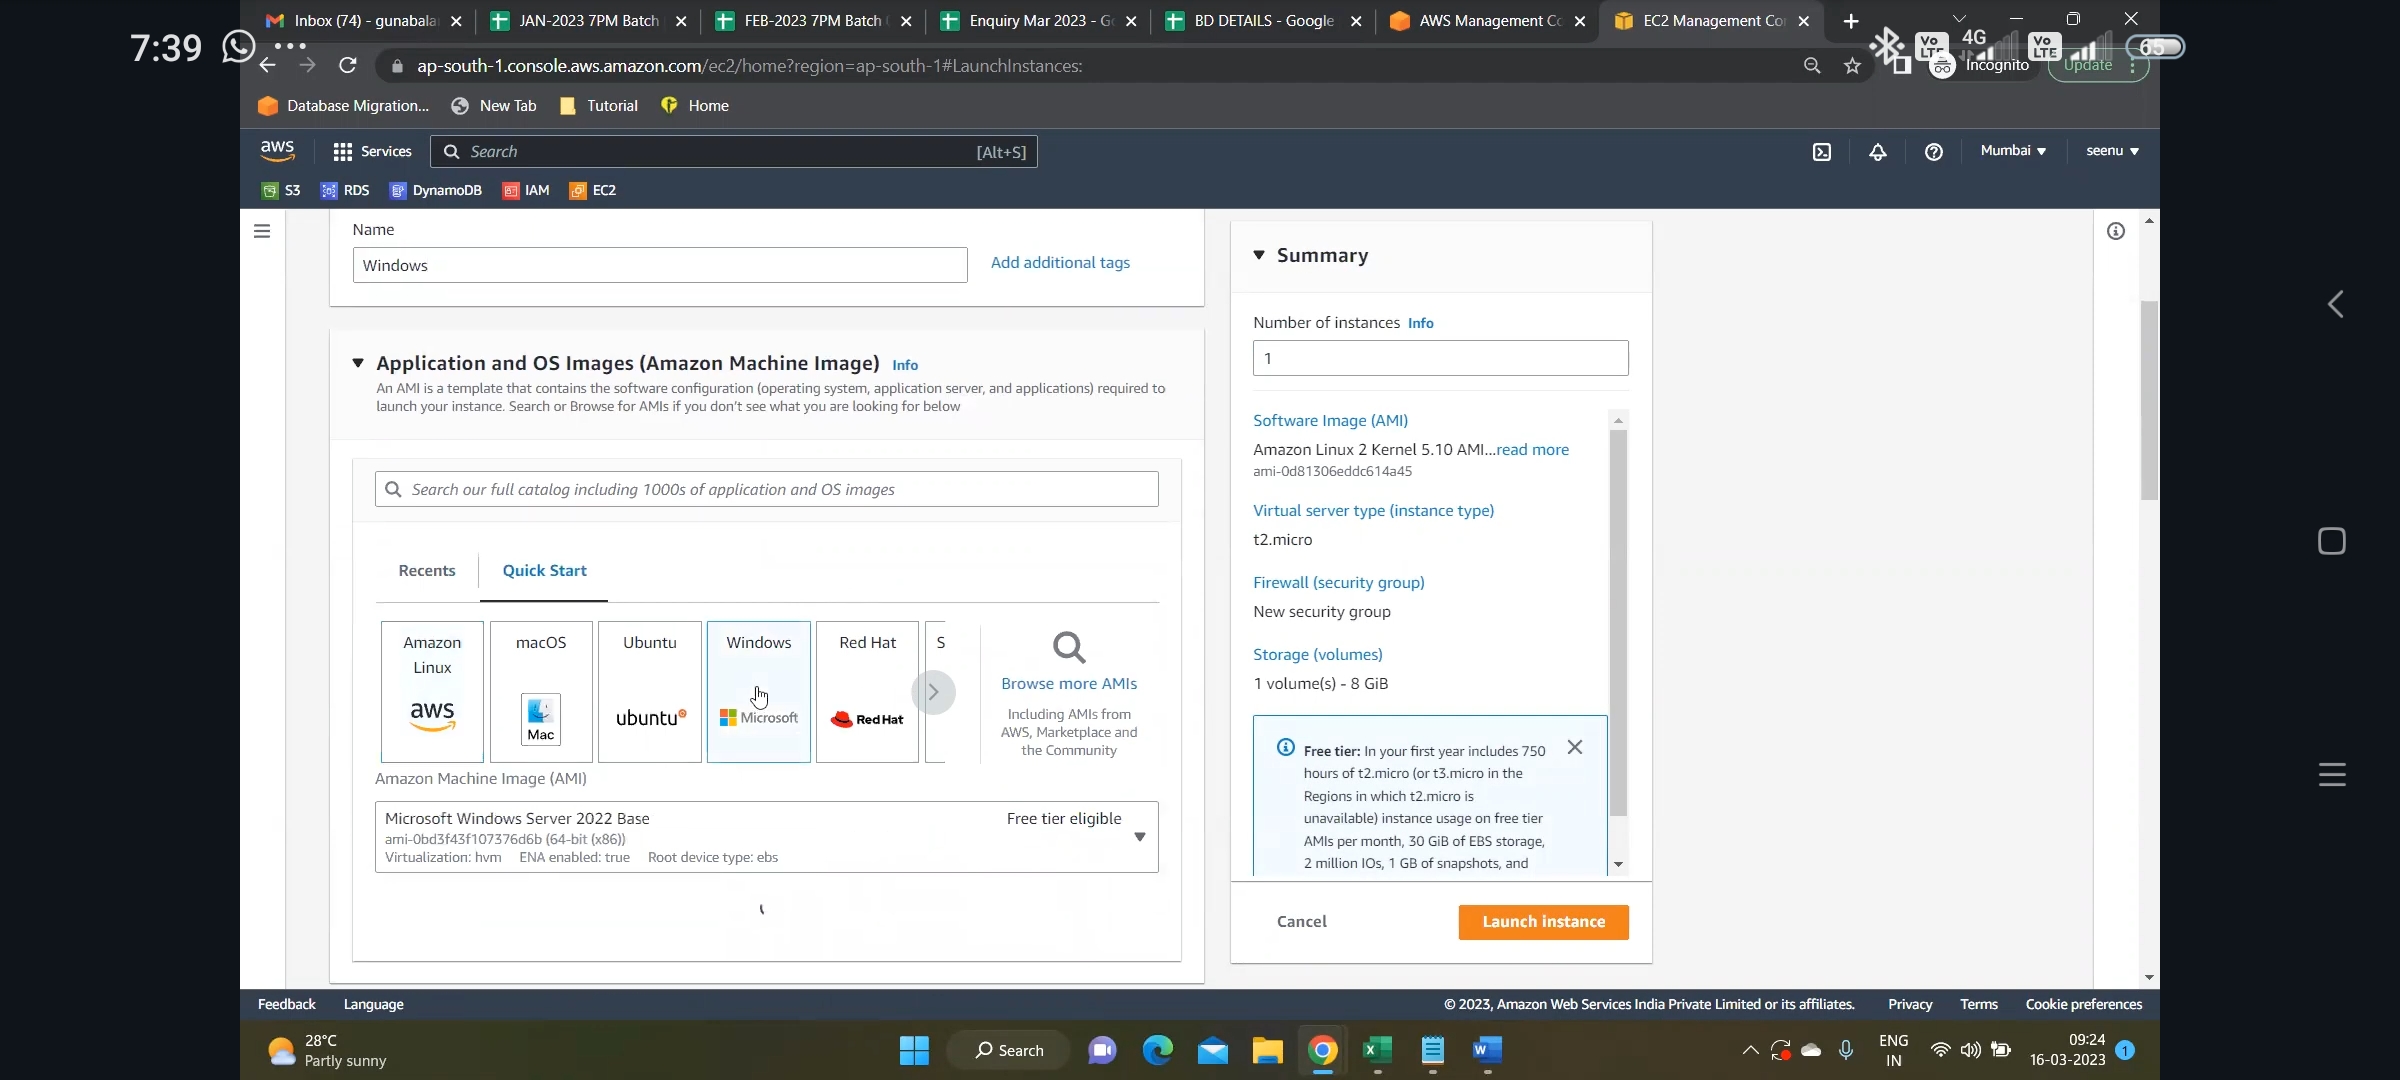 7:39
Inbox (74) - gunabala
JAN-2023 7PM Batch
FEB-2023 7PM Batch
Enquiry Mar 2023 - G
BD DETAILS - Google
AWS Management Co
EC2 Management Con
Vo LTE
4G
Vo LTE
65
ap-south-1.console.aws.amazon.com/ec2/home?region=ap-south-1#LaunchInstances:
Incognito
Update
Database Migration...
New Tab
Tutorial
Home
aws
Services
Search
[Alt+S]
Mumbai
seenu
S3
RDS
DynamoDB
IAM
EC2
Name
Windows
Add additional tags
Application and OS Images (Amazon Machine Image) Info
An AMI is a template that contains the software configuration (operating system, application server, and applications) required to
launch your instance. Search or Browse for AMIs if you don't see what you are looking for below
Search our full catalog including 1000s of application and OS images
Recents
Quick Start
Amazon
Linux
aws
macOS
Mac
Ubuntu
ubuntu
Windows
Microsoft
Red Hat
Red Hat
S
Browse more AMIs
Including AMIs from
AWS, Marketplace and
the Community
Amazon Machine Image (AMI)
Microsoft Windows Server 2022 Base
Free tier eligible
ami-0bd3f43f107376d6b (64-bit (x86))
Virtualization: hvm ENA enabled: true Root device type: ebs
Summary
Number of instances Info
1
Software Image (AMI)
Amazon Linux 2 Kernel 5.10 AMI...read more
ami-0d81306eddc614a45
Virtual server type (instance type)
t2.micro
Firewall (security group)
New security group
Storage (volumes)
1 volume(s) - 8 GiB
Free tier: In your first year includes 750
hours of t2.micro (or t3.micro in the
Regions in which t2.micro is
unavailable) instance usage on free tier
AMIs per month, 30 GiB of EBS storage,
2 million IOs, 1 GB of snapshots, and
Cancel
Launch instance
Feedback
Language
© 2023, Amazon Web Services India Private Limited or its affiliates.
Privacy
Terms
Cookie preferences
28°C
Partly sunny
Search
ENG
IN
09:24
16-03-2023
1